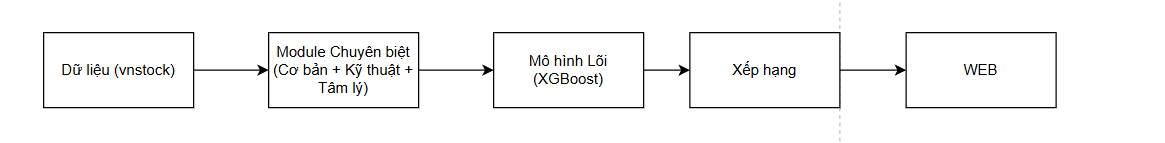 Dữ liệu (vnstock)
Module Chuyên biệt
(Cơ bản + Kỹ thuật +
Tâm lý)
Mô hình Lõi
(XGBoost)
Xếp hạng
WEB